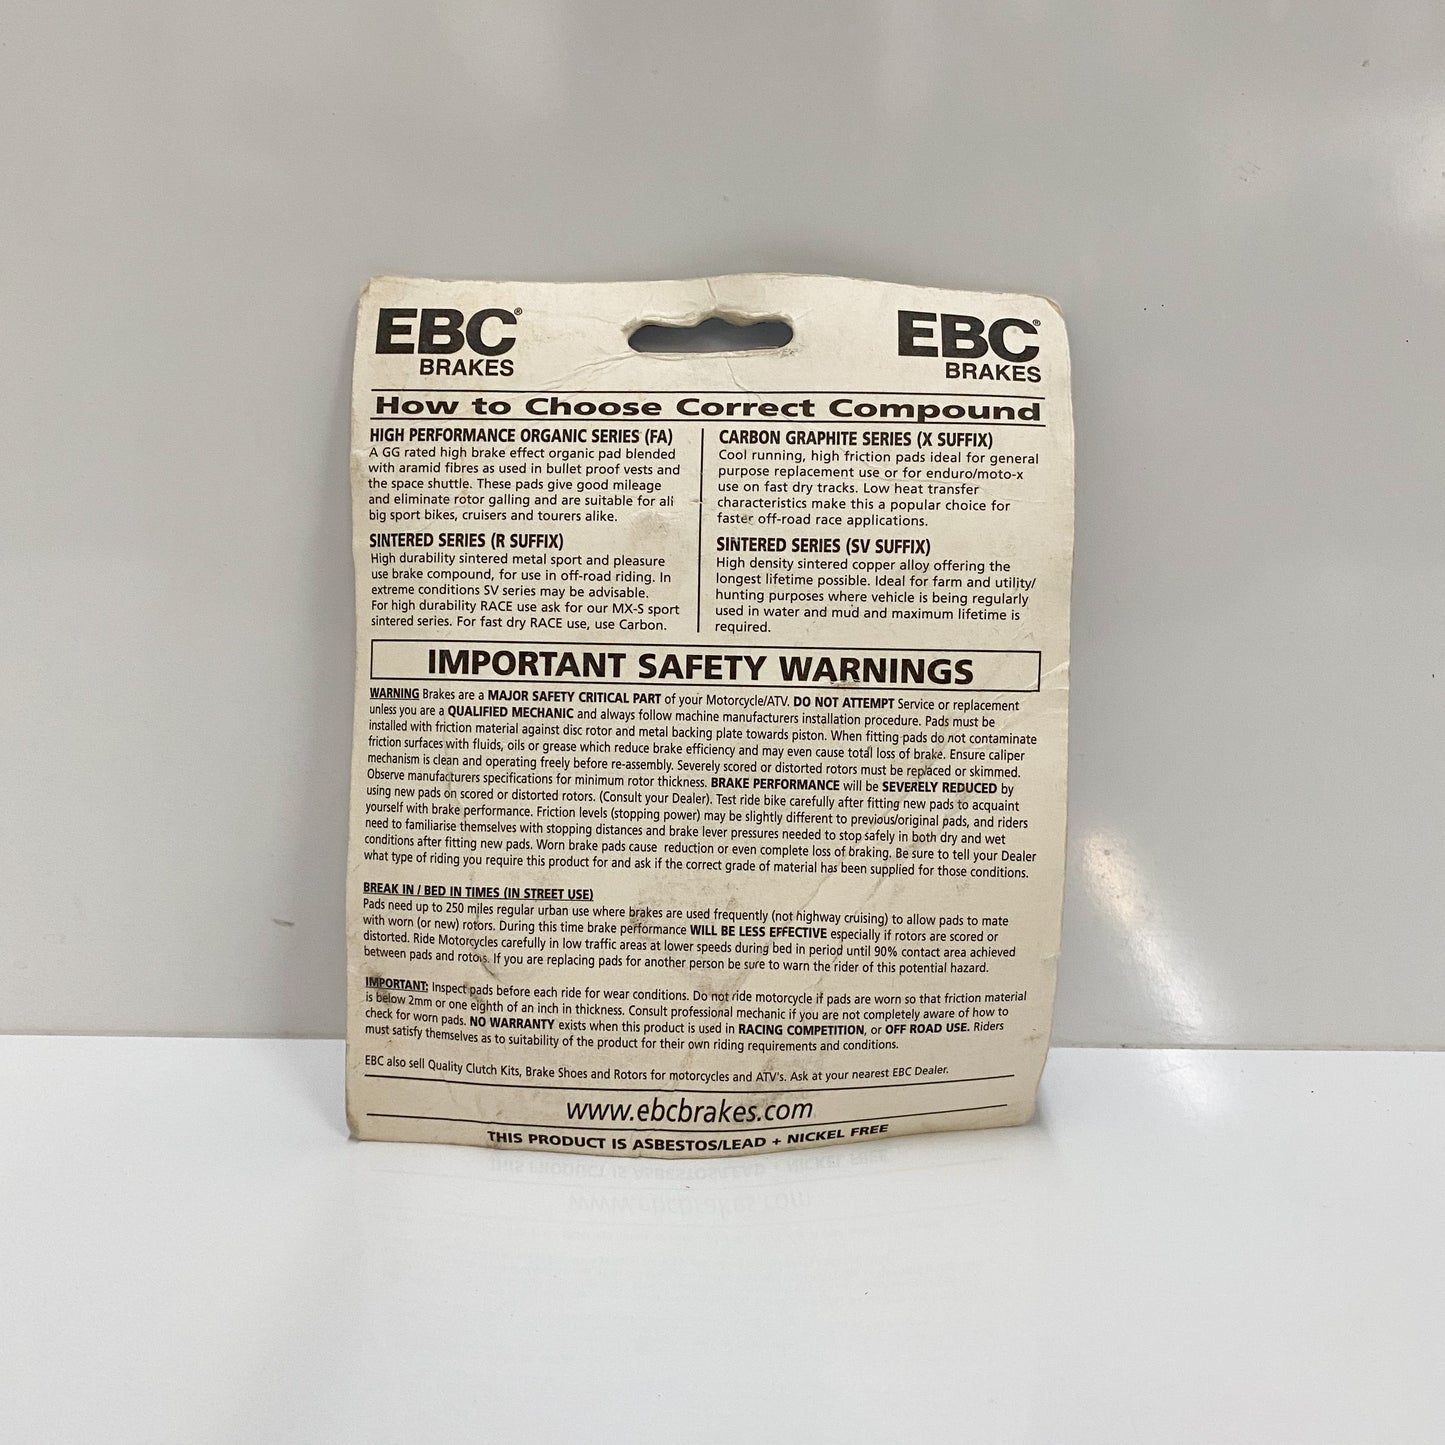 EBC®
BRAKES
EBC®
BRAKES
How to Choose Correct Compound
HIGH PERFORMANCE ORGANIC SERIES (FA)
A GG rated high brake effect organic pad blended
with aramid fibres as used in bullet proof vests and
the space shuttle. These pads give good mileage
and eliminate rotor galling and are suitable for all
big sport bikes, cruisers and tourers alike.
SINTERED SERIES (R SUFFIX)
High durability sintered metal sport and pleasure
use brake compound, for use in off-road riding. In
extreme conditions SV series may be advisable.
For high durability RACE use ask for our MX-S sport
sintered series. For fast dry RACE use, use Carbon.
CARBON GRAPHITE SERIES (X SUFFIX)
Cool running, high friction pads ideal for general
purpose replacement use or for enduro/moto-x
use on fast dry tracks. Low heat transfer
characteristics make this a popular choice for
faster off-road race applications.
SINTERED SERIES (SV SUFFIX)
High density sintered copper alloy offering the
longest lifetime possible. Ideal for farm and utility/
hunting purposes where vehicle is being regularly
used in water and mud and maximum lifetime is
required.
IMPORTANT SAFETY WARNINGS
WARNING Brakes are a MAJOR SAFETY CRITICAL PART of your Motorcycle/ATV. DO NOT ATTEMPT Service or replacement
unless you are a QUALIFIED MECHANIC and always follow machine manufacturers installation procedure. Pads must be
installed with friction material against disc rotor and metal backing plate towards piston. When fitting pads do not contaminate
friction surfaces with fluids, oils or grease which reduce brake efficiency and may even cause total loss of brake. Ensure caliper
mechanism is clean and operating freely before re-assembly. Severely scored or distorted rotors must be replaced or skimmed.
Observe manufacturers specifications for minimum rotor thickness. BRAKE PERFORMANCE will be SEVERELY REDUCED by
using new pads on scored or distorted rotors. (Consult your Dealer). Test ride bike carefully after fitting new pads to acquaint
yourself with brake performance. Friction levels (stopping power) may be slightly different to previous/original pads, and riders
need to familiarise themselves with stopping distances and brake lever pressures needed to stop safely in both dry and wet
conditions after fitting new pads. Worn brake pads cause reduction or even complete loss of braking. Be sure to tell your Dealer
what type of riding you require this product for and ask if the correct grade of material has been supplied for those conditions.
BREAK IN / BED IN TIMES (IN STREET USE)
Pads need up to 250 miles regular urban use where brakes are used frequently (not highway cruising) to allow pads to mate
with worn (or new) rotors. During this time brake performance WILL BE LESS EFFECTIVE especially if rotors are scored or
distorted. Ride Motorcycles carefully in low traffic areas at lower speeds during bed in period until 90% contact area achieved
between pads and rotors. If you are replacing pads for another person be sure to warn the rider of this potential hazard.
IMPORTANT: Inspect pads before each ride for wear conditions. Do not ride motorcycle if pads are worn so that friction material
is below 2mm or one eighth of an inch in thickness. Consult professional mechanic if you are not completely aware of how to
check for worn pads. NO WARRANTY exists when this product is used in RACING COMPETITION, or OFF ROAD USE. Riders
must satisfy themselves as to suitability of the product for their own riding requirements and conditions.
EBC also sell Quality Clutch Kits, Brake Shoes and Rotors for motorcycles and ATV's. Ask at your nearest EBC Dealer.
www.ebcbrakes.com
THIS PRODUCT IS ASBESTOS/LEAD + NICKEL FREE